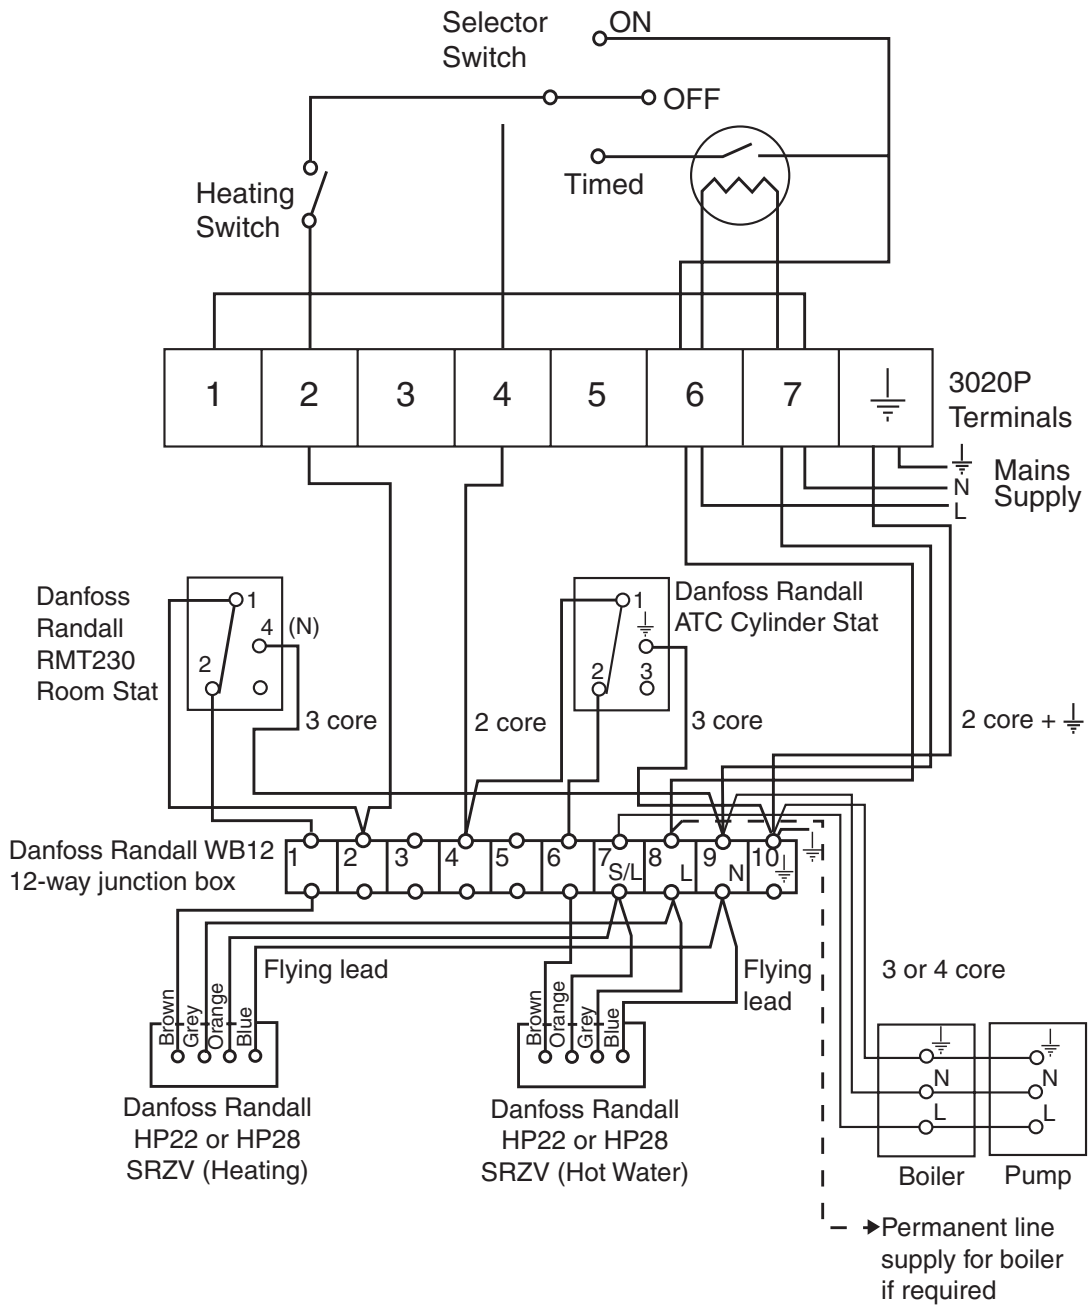 Selector
Switch
ON
OFF
Timed
Heating
Switch
1 2 3 4 5 6 7
3020P
Terminals
N
L
Mains
Supply
Danfoss
Randall
RMT230
Room Stat
1
4 (N)
2
3 core
2 core
Danfoss Randall
ATC Cylinder Stat
1
2 3
3 core
2 core +
Danfoss Randall WB12
12-way junction box
1 2 3 4 5 6 7 8 9 10
S/L L N
Flying lead
Flying
lead
3 or 4 core
Brown
Grey
Orange
Blue
Brown
Orange
Grey
Blue
N
L
N
L
Danfoss Randall
HP22 or HP28
SRZV (Heating)
Danfoss Randall
HP22 or HP28
SRZV (Hot Water)
Boiler
Pump
Permanent line
supply for boiler
if required